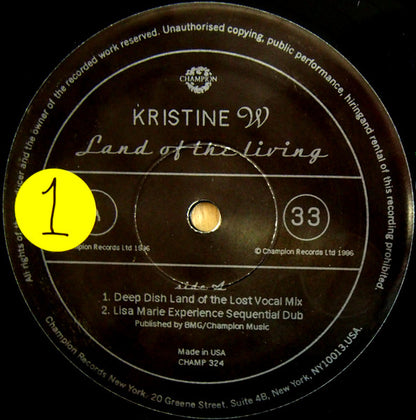 All rights of the and the owner of the recorded work reserved. Unauthorised copying, public performance, hiring and rental of this recording prohibited.
CHAMPION
KRISTINE W
Land of the living
1
A
33
Champion Records Ltd 1996
© Champion Records Ltd 1996
side A
1. Deep Dish Land of the Lost Vocal Mix
2. Lisa Marie Experience Sequential Dub
Published by BMG/Champion Music
Made in USA
CHAMP 324
Champion Records New York, 20 Greene Street, Suite 4B, New York, NY10013.USA.